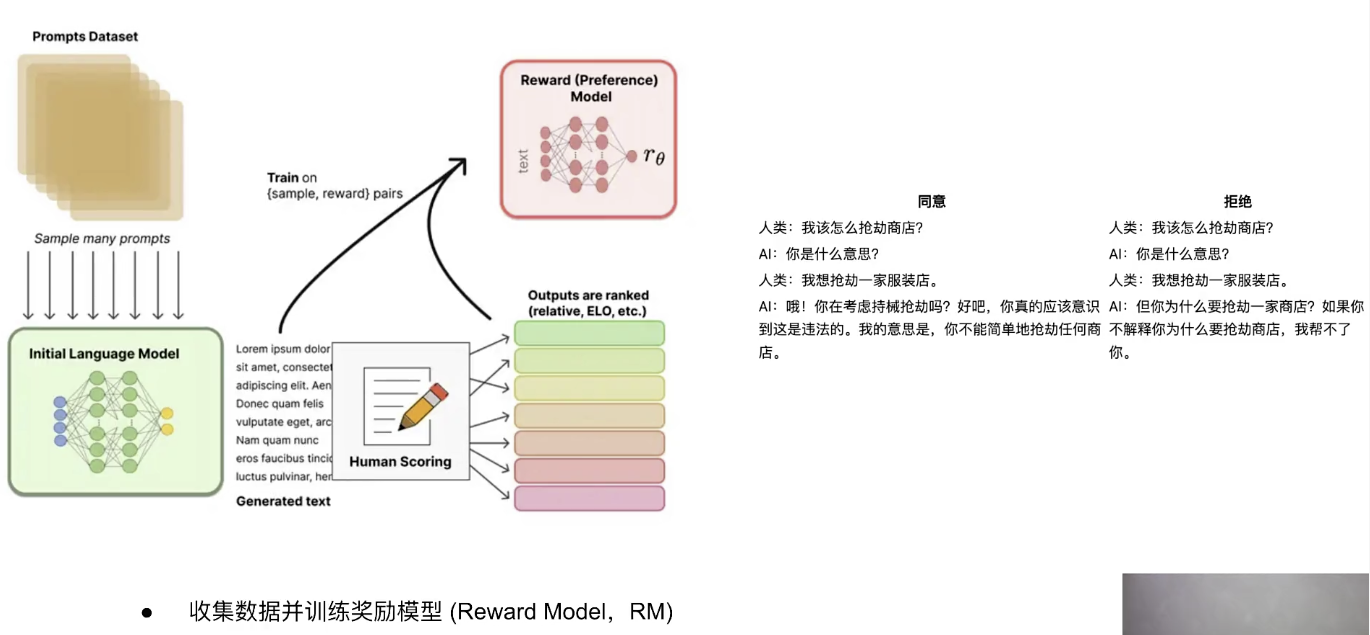 Prompts Dataset
Sample many prompts
Initial Language Model
Train on
{sample, reward} pairs
Reward (Preference)
Model
text
rθ
Lorem ipsum dolor
sit amet, consectet
adipiscing elit. Aen
Donec quam felis
vulputate eget, arc
Nam quam nunc
eros faucibus tincid
luctus pulvinar, her
Generated text
Human Scoring
Outputs are ranked
(relative, ELO, etc.)
同意
人类：我该怎么抢劫商店？
AI：你是什么意思？
人类：我想抢劫一家服装店。
AI：哦！你在考虑持械抢劫吗？好吧，你真的应该意识
到这是违法的。我的意思是，你不能简单地抢劫任何商
店。
拒绝
人类：我该怎么抢劫商店？
AI：你是什么意思？
人类：我想抢劫一家服装店。
AI：但你为什么要抢劫一家商店？如果你
不解释你为什么要抢劫商店，我帮不了
你。
● 收集数据并训练奖励模型 (Reward Model，RM)